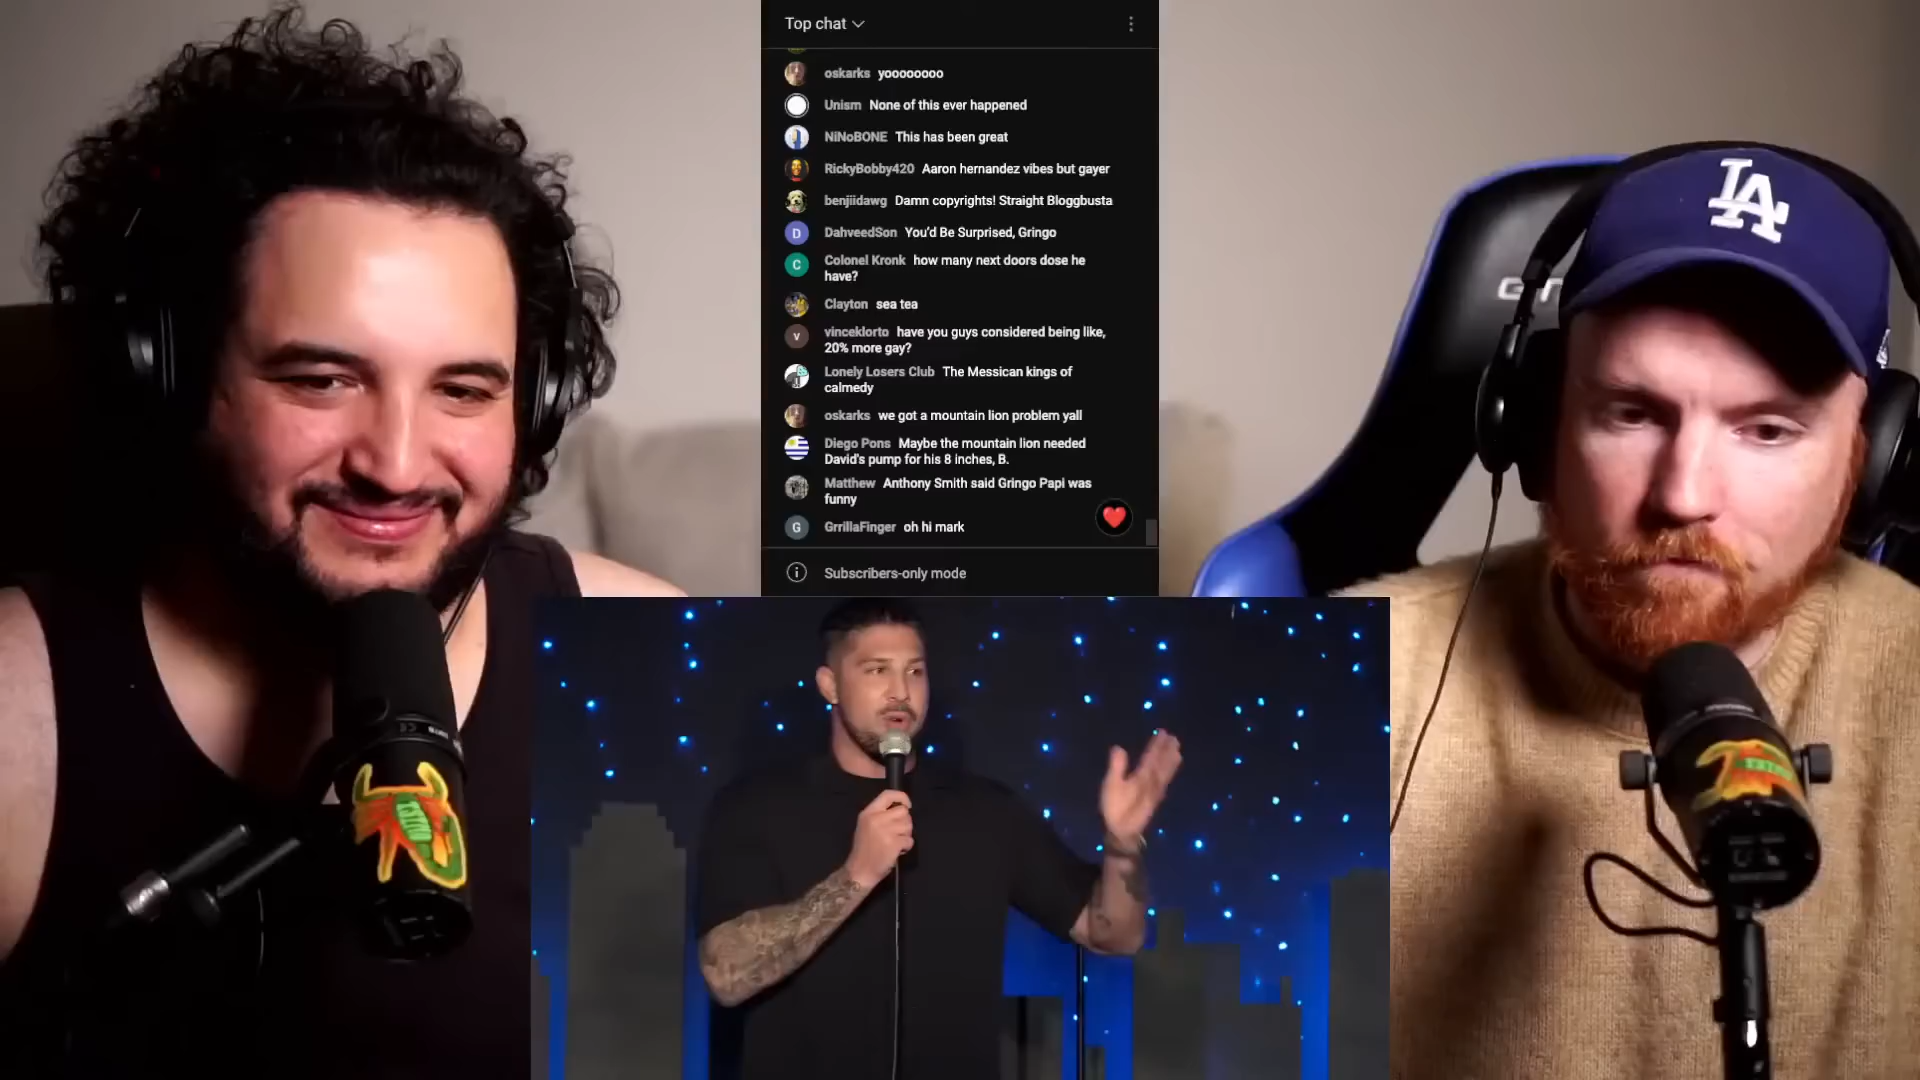 Top chat
oskarks yoooooooo
Unism None of this ever happened
NiNoBONE This has been great
RickyBobby420 Aaron hernandez vibes but gayer
benjiidawg Damn copyrights! Straight Bloggbusta
D DahveedSon You'd Be Surprised, Gringo
C Colonel Kronk how many next doors dose he
have?
Clayton sea tea
V vinceklorto have you guys considered being like,
20% more gay?
Lonely Losers Club The Messican kings of
calmedy
oskarks we got a mountain lion problem yall
Diego Pons Maybe the mountain lion needed
David's pump for his 8 inches, B.
Matthew Anthony Smith said Gringo Papi was
funny
G GrrillaFinger oh hi mark
Subscribers-only mode
LA